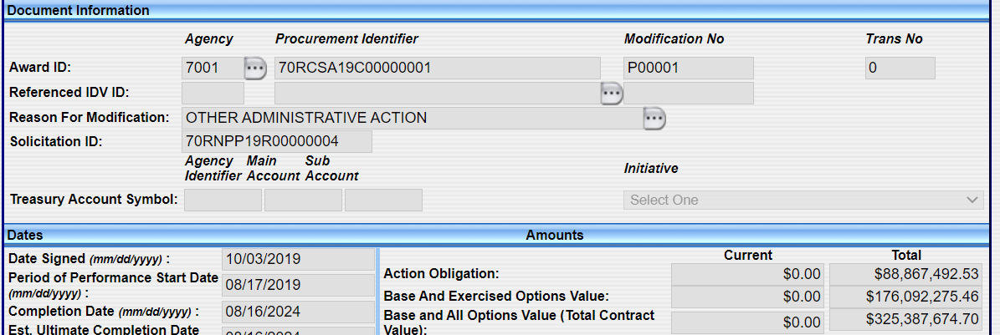 Document Information
Agency Procurement Identifier Modification No Trans No
Award ID: 7001 70RCSA19C00000001 P00001 0
Referenced IDV ID:
Reason For Modification: OTHER ADMINISTRATIVE ACTION
Solicitation ID: 70RNPP19R00000004
Agency Main Sub
Identifier Account Account Initiative
Treasury Account Symbol: Select One
Dates Amounts
Date Signed (mm/dd/yyyy) : 10/03/2019 Current Total
Period of Performance Start Date 08/17/2019 Action Obligation: $0.00 $88,867,492.53
(mm/dd/yyyy) : Base And Exercised Options Value: $0.00 $176,092,275.46
Completion Date (mm/dd/yyyy) : 08/16/2024 Base and All Options Value (Total Contract $0.00 $325,387,674.70
Est. Ultimate Completion Date 08/16/2024 Value):